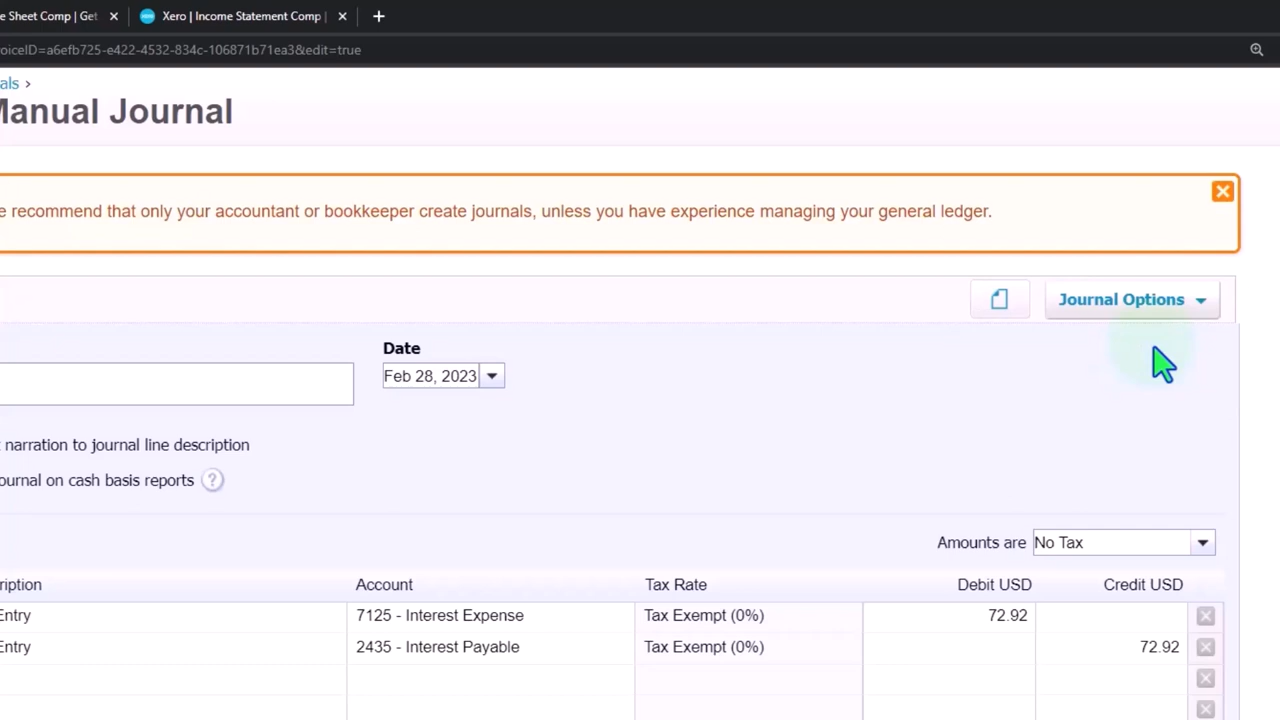 e Sheet Comp | Get
Xero | Income Statement Comp |
oiceID=a6efb725-e422-4532-834c-106871b71ea3&edit=true
als ›
Manual Journal
e recommend that only your accountant or bookkeeper create journals, unless you have experience managing your general ledger.
Journal Options
Date
Feb 28, 2023
narration to journal line description
ournal on cash basis reports ?
Amounts are No Tax
ription Account Tax Rate Debit USD Credit USD
Entry 7125 - Interest Expense Tax Exempt (0%) 72.92
Entry 2435 - Interest Payable Tax Exempt (0%) 72.92